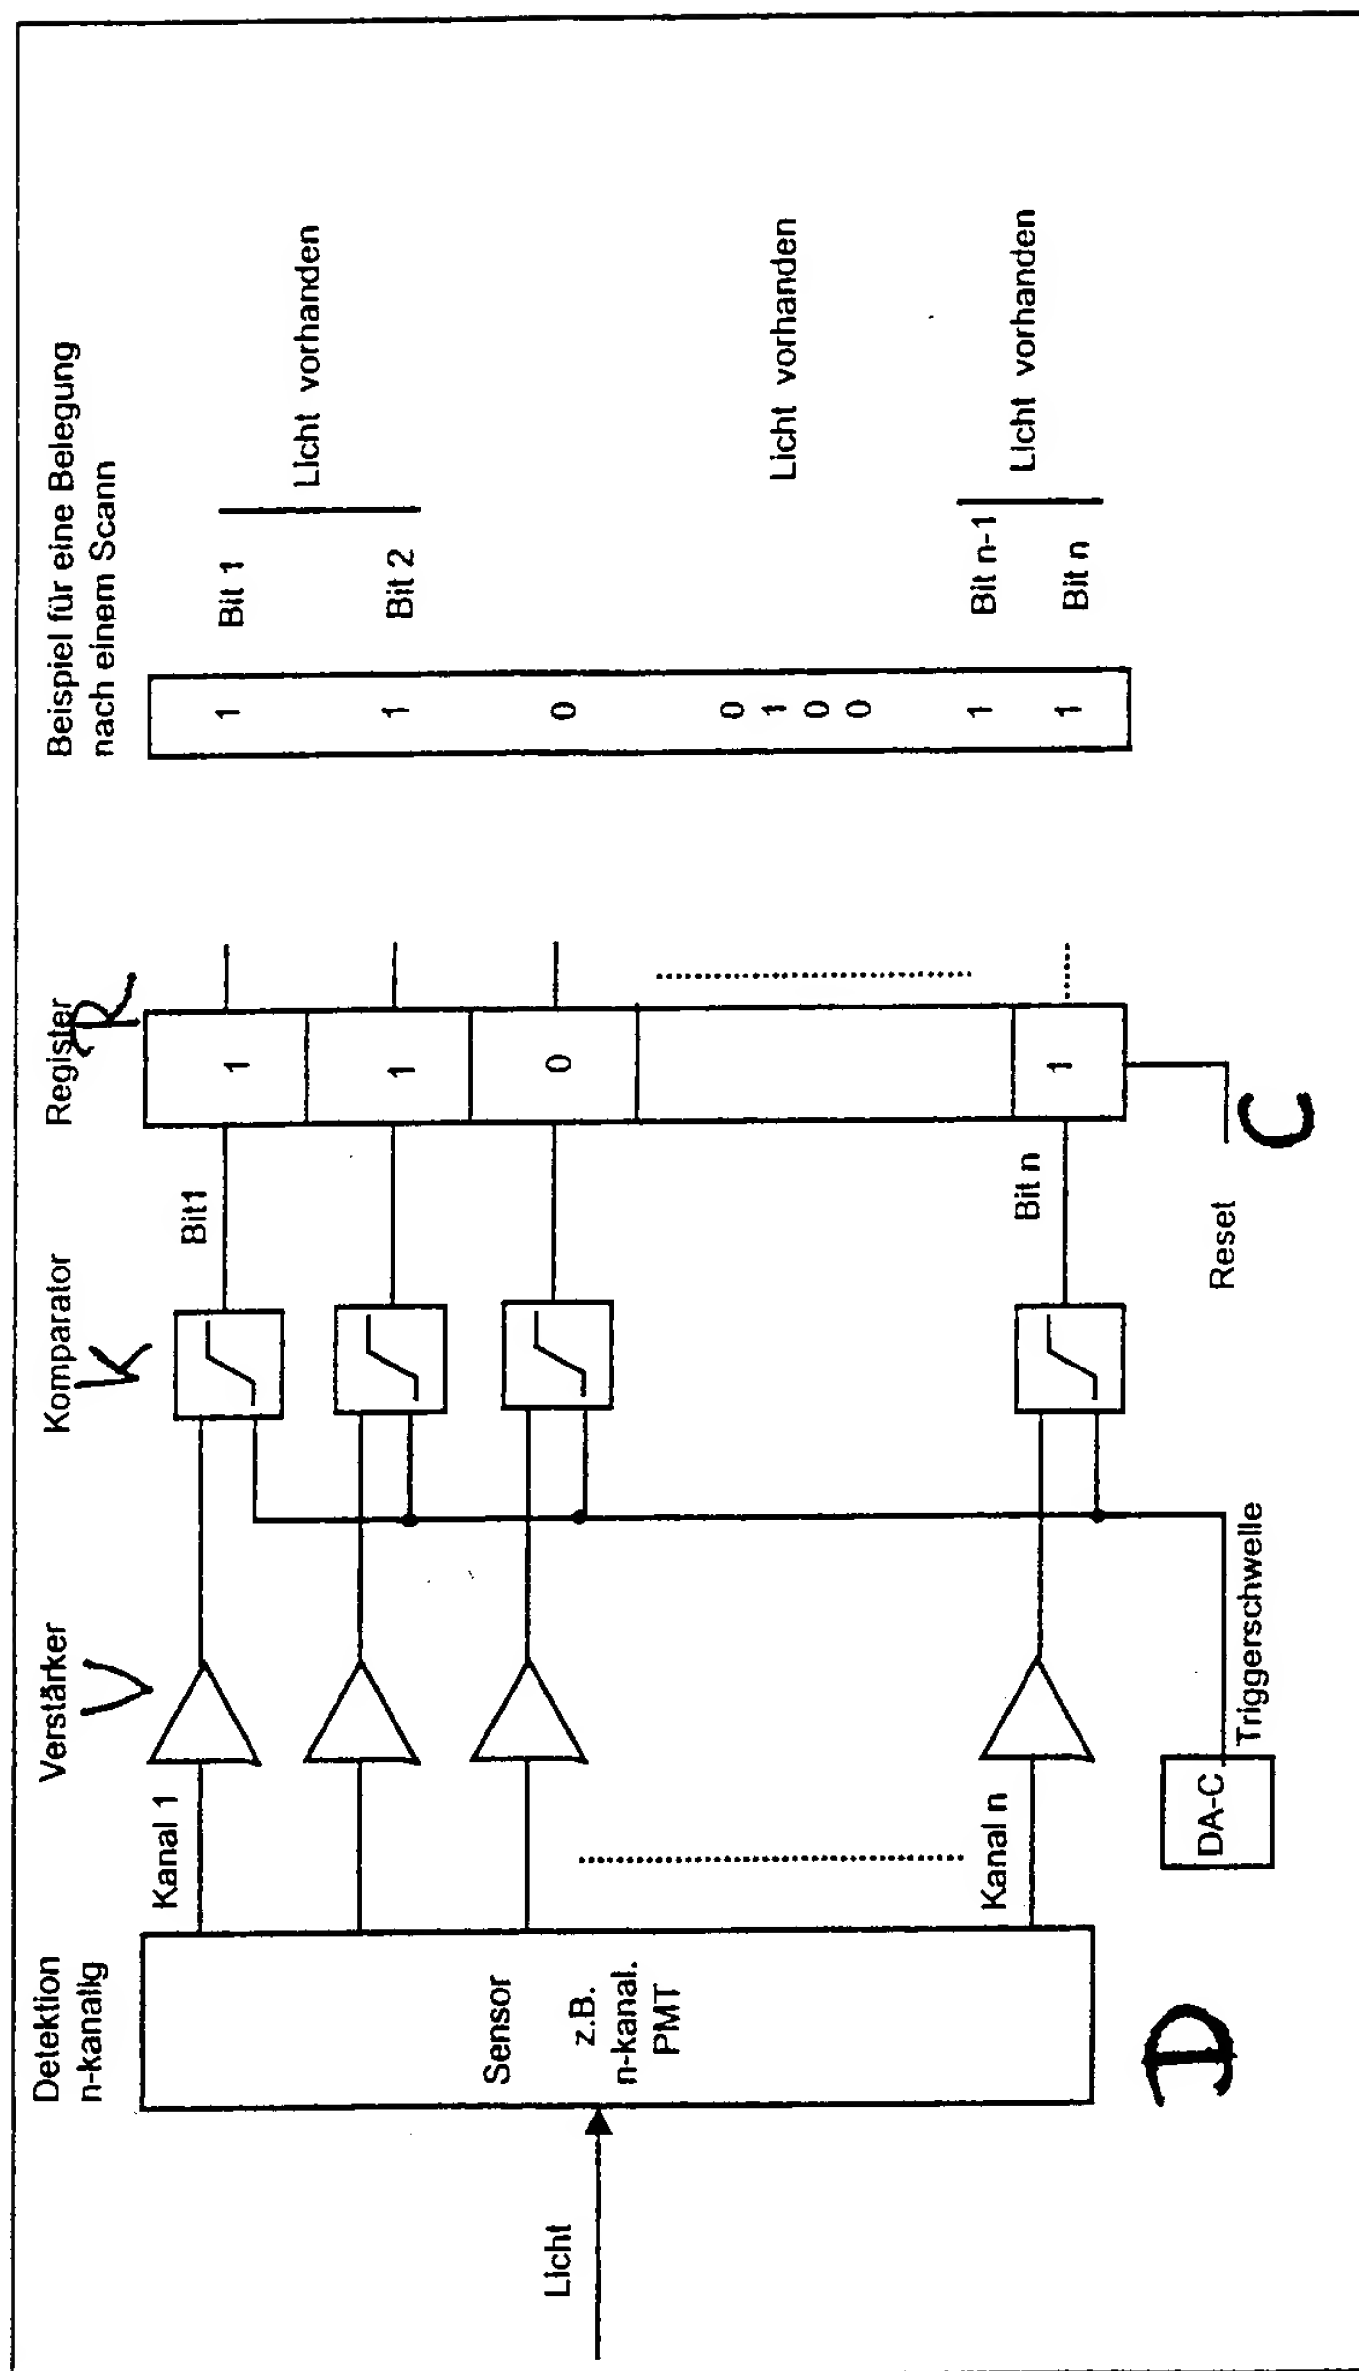 Detektion
n-kanalig
Verstärker
V
Komparator
K
Register
R
Beispiel für eine Belegung
nach einem Scann
Licht
Sensor
z.B.
n-kanal.
PMT
Kanal 1
Kanal n
Bit1
Bit n
1
1
0
1
1
1
0
0
1
0
0
1
1
Bit 1
Bit 2
Licht vorhanden
Licht vorhanden
Bit n-1
Bit n
Licht vorhanden
D
DA-C
Triggerschwelle
Reset
C